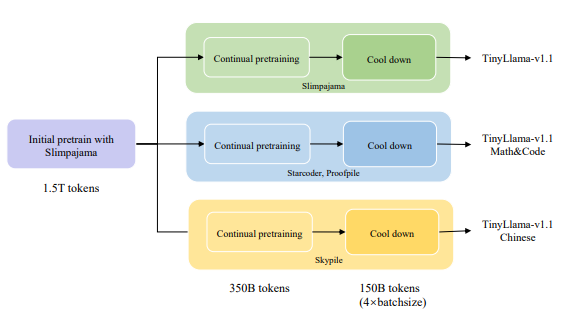 Continual pretraining
Cool down
Slimpajama
TinyLlama-v1.1
Initial pretrain with
Slimpajama
1.5T tokens
Continual pretraining
Cool down
Starcoder, Proofpile
TinyLlama-v1.1
Math&Code
Continual pretraining
Cool down
Skypile
TinyLlama-v1.1
Chinese
350B tokens
150B tokens
(4×batchsize)